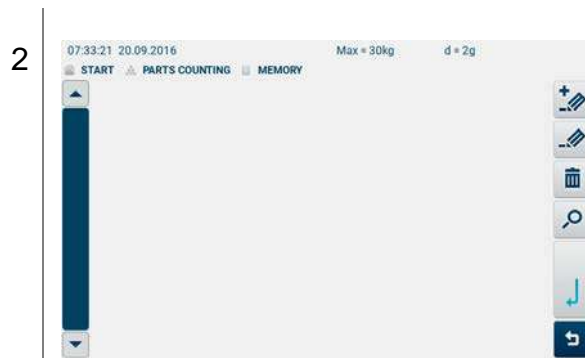 2
07:33:21 20.09.2016 Max = 30kg d = 2g
START PARTS COUNTING MEMORY